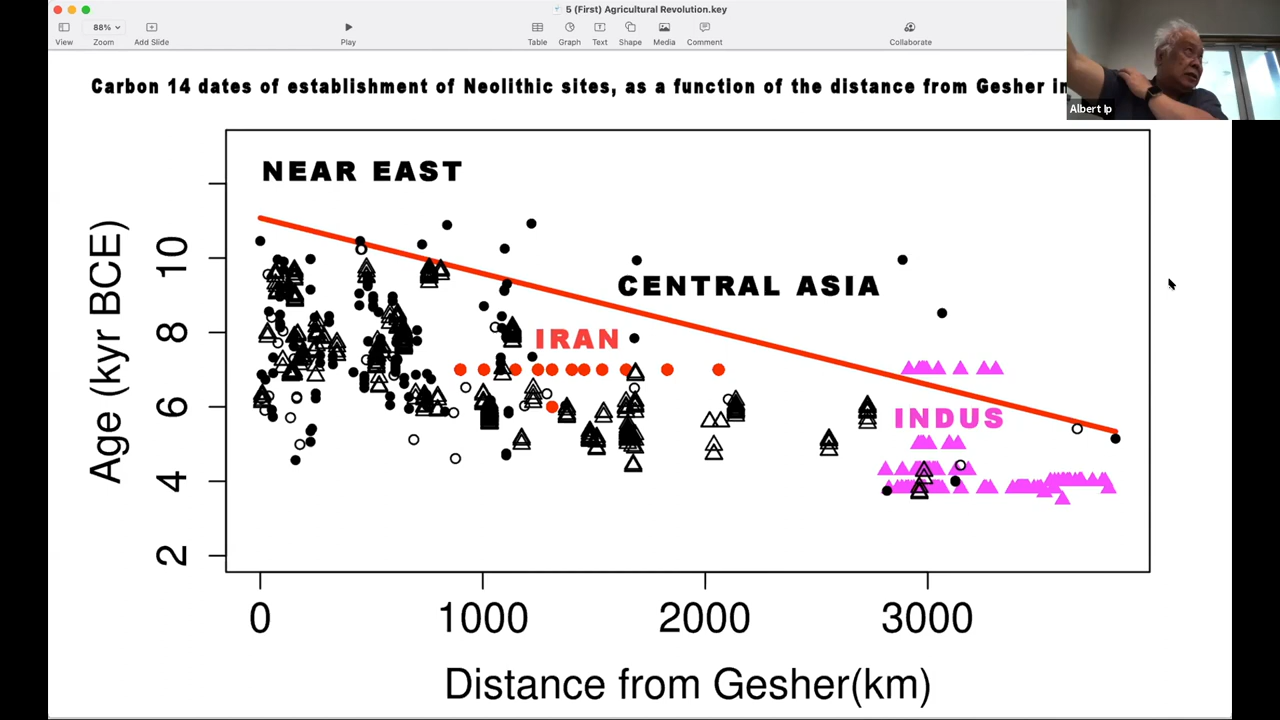 5 (First) Agricultural Revolution.key
88%
View Zoom Add Slide Play Table Graph Text Shape Media Comment Collaborate
Carbon 14 dates of establishment of Neolithic sites, as a function of the distance from Gesher in
Albert Ip
NEAR EAST
CENTRAL ASIA
IRAN
INDUS
Age (kyr BCE)
10
8
6
4
2
0 1000 2000 3000
Distance from Gesher(km)